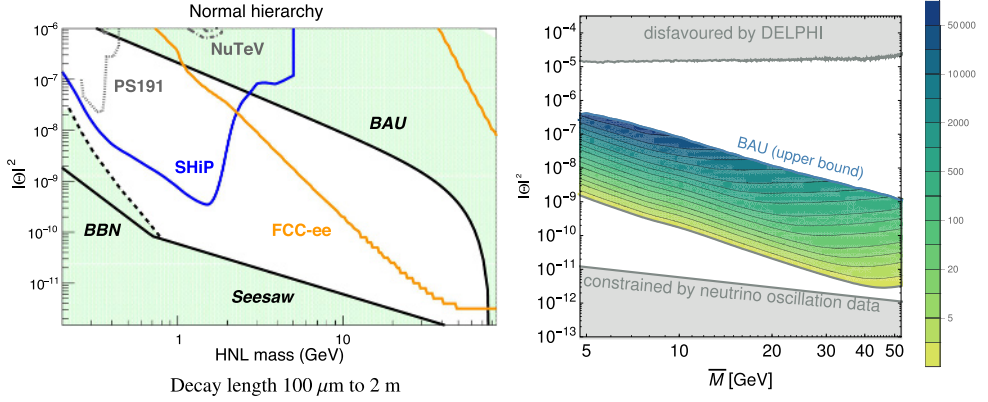 Normal hierarchy
10⁻⁶
10⁻⁷
10⁻⁸
10⁻⁹
10⁻¹⁰
10⁻¹¹
|Θ|²
NuTeV
PS191
BAU
SHiP
FCC-ee
BBN
Seesaw
1
10
HNL mass (GeV)
Decay length 100 μm to 2 m
10⁻⁴
10⁻⁵
10⁻⁶
10⁻⁷
10⁻⁸
10⁻⁹
10⁻¹⁰
10⁻¹¹
10⁻¹²
10⁻¹³
|Θ|²
disfavoured by DELPHI
BAU (upper bound)
constrained by neutrino oscillation data
5
10
20
30
40
50
M̅ [GeV]
50 000
10 000
2000
500
100
20
5